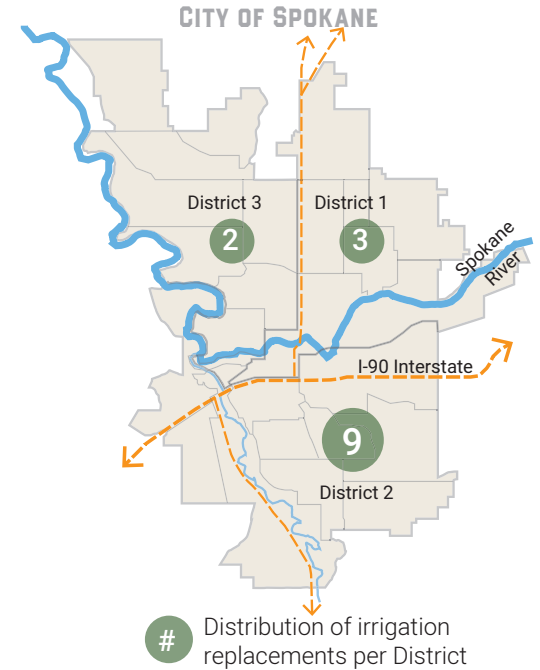 CITY OF SPOKANE
District 3
District 1
2
3
Spokane
River
I-90 Interstate
9
District 2
# Distribution of irrigation
replacements per District